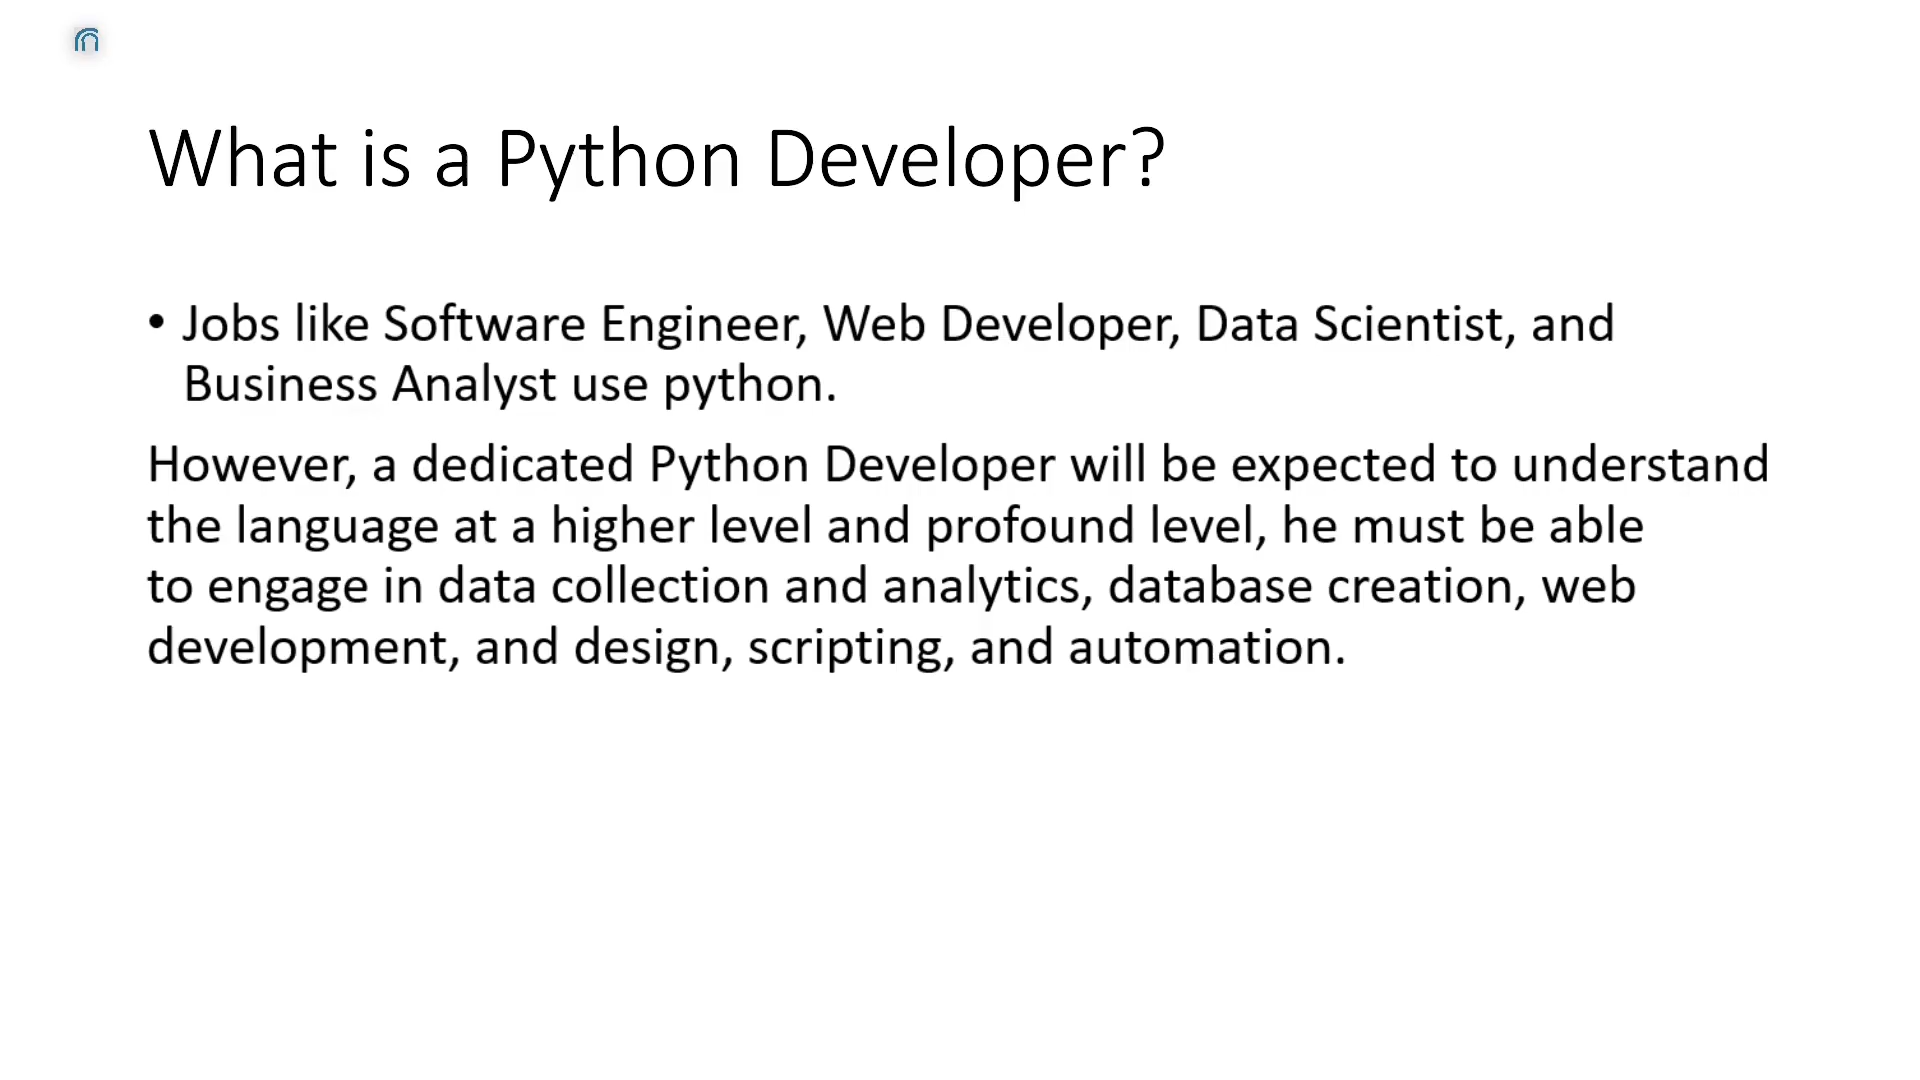 What is a Python Developer?
• Jobs like Software Engineer, Web Developer, Data Scientist, and
Business Analyst use python.
However, a dedicated Python Developer will be expected to understand
the language at a higher level and profound level, he must be able
to engage in data collection and analytics, database creation, web
development, and design, scripting, and automation.